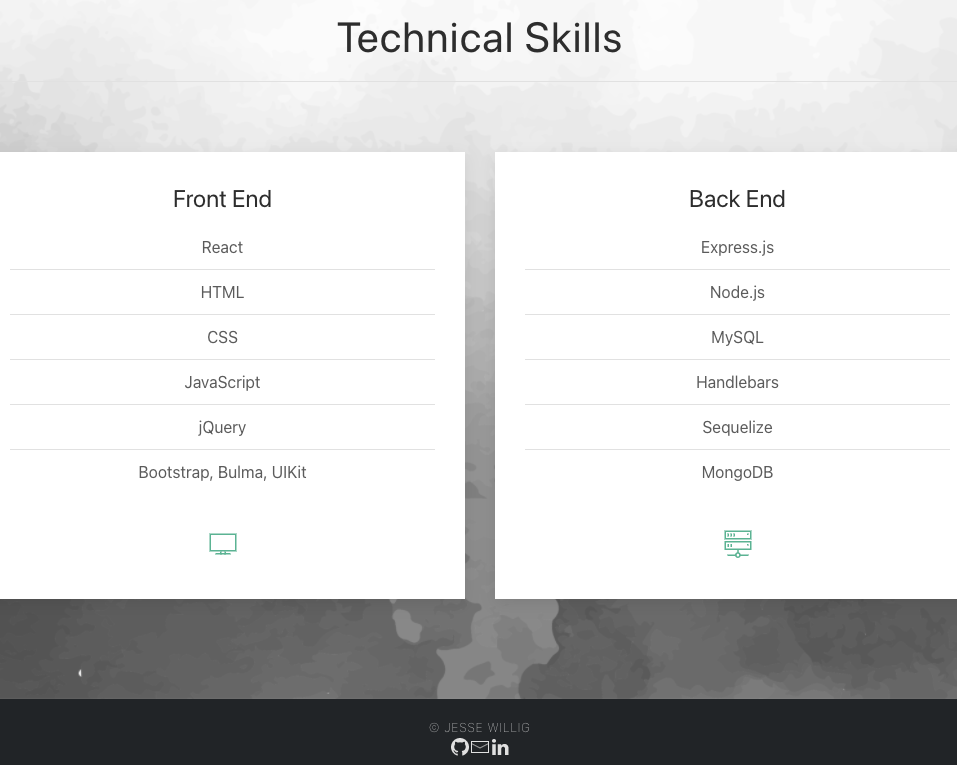 Technical Skills
Front End
React
HTML
CSS
JavaScript
jQuery
Bootstrap, Bulma, UIKit
Back End
Express.js
Node.js
MySQL
Handlebars
Sequelize
MongoDB
© JESSE WILLIG
in